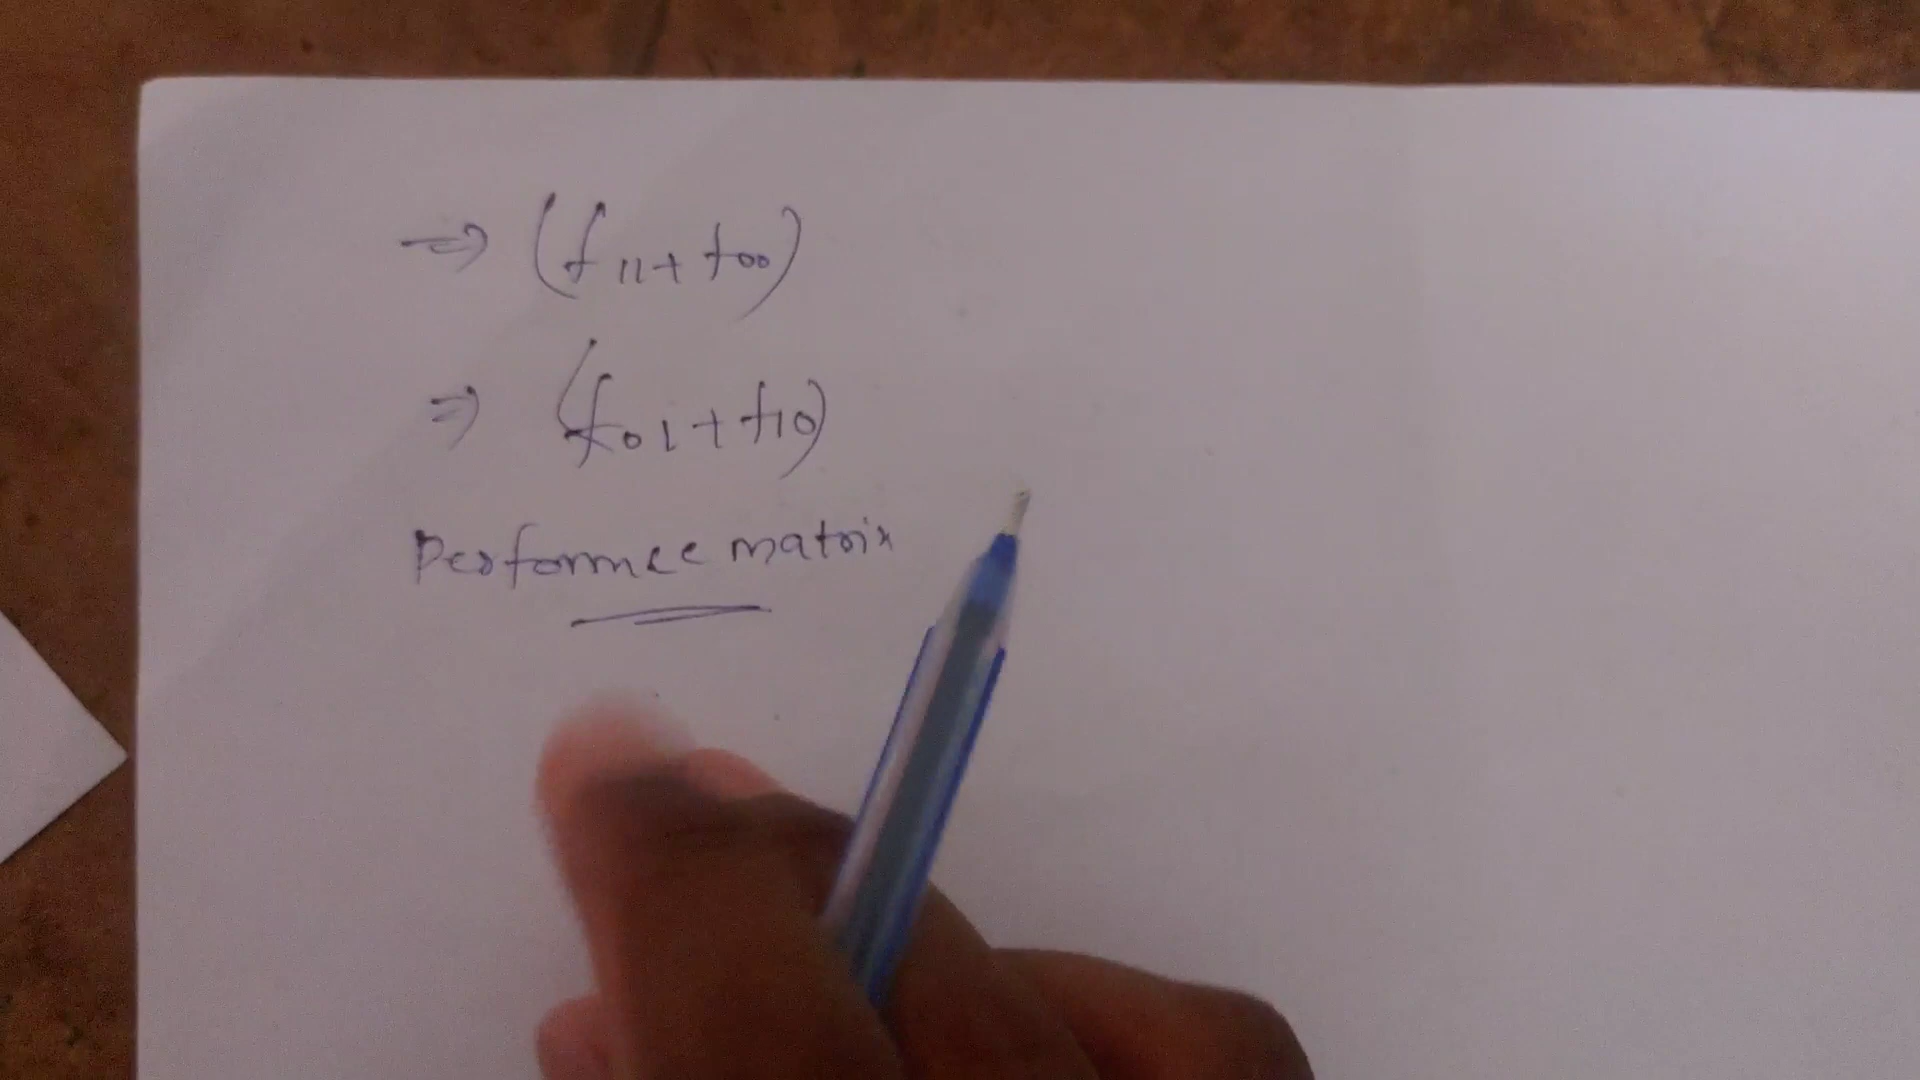 ⇒ (f11 + f00)
⇒ (f01 + f10)
Performce matrix